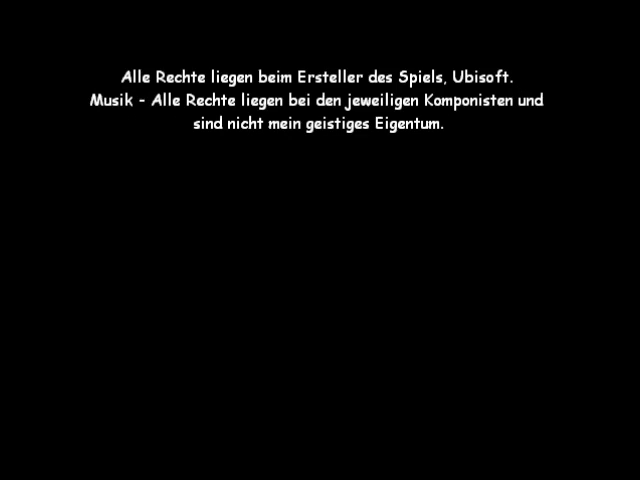 Alle Rechte liegen beim Ersteller des Spiels, Ubisoft.
Musik - Alle Rechte liegen bei den jeweiligen Komponisten und
sind nicht mein geistiges Eigentum.